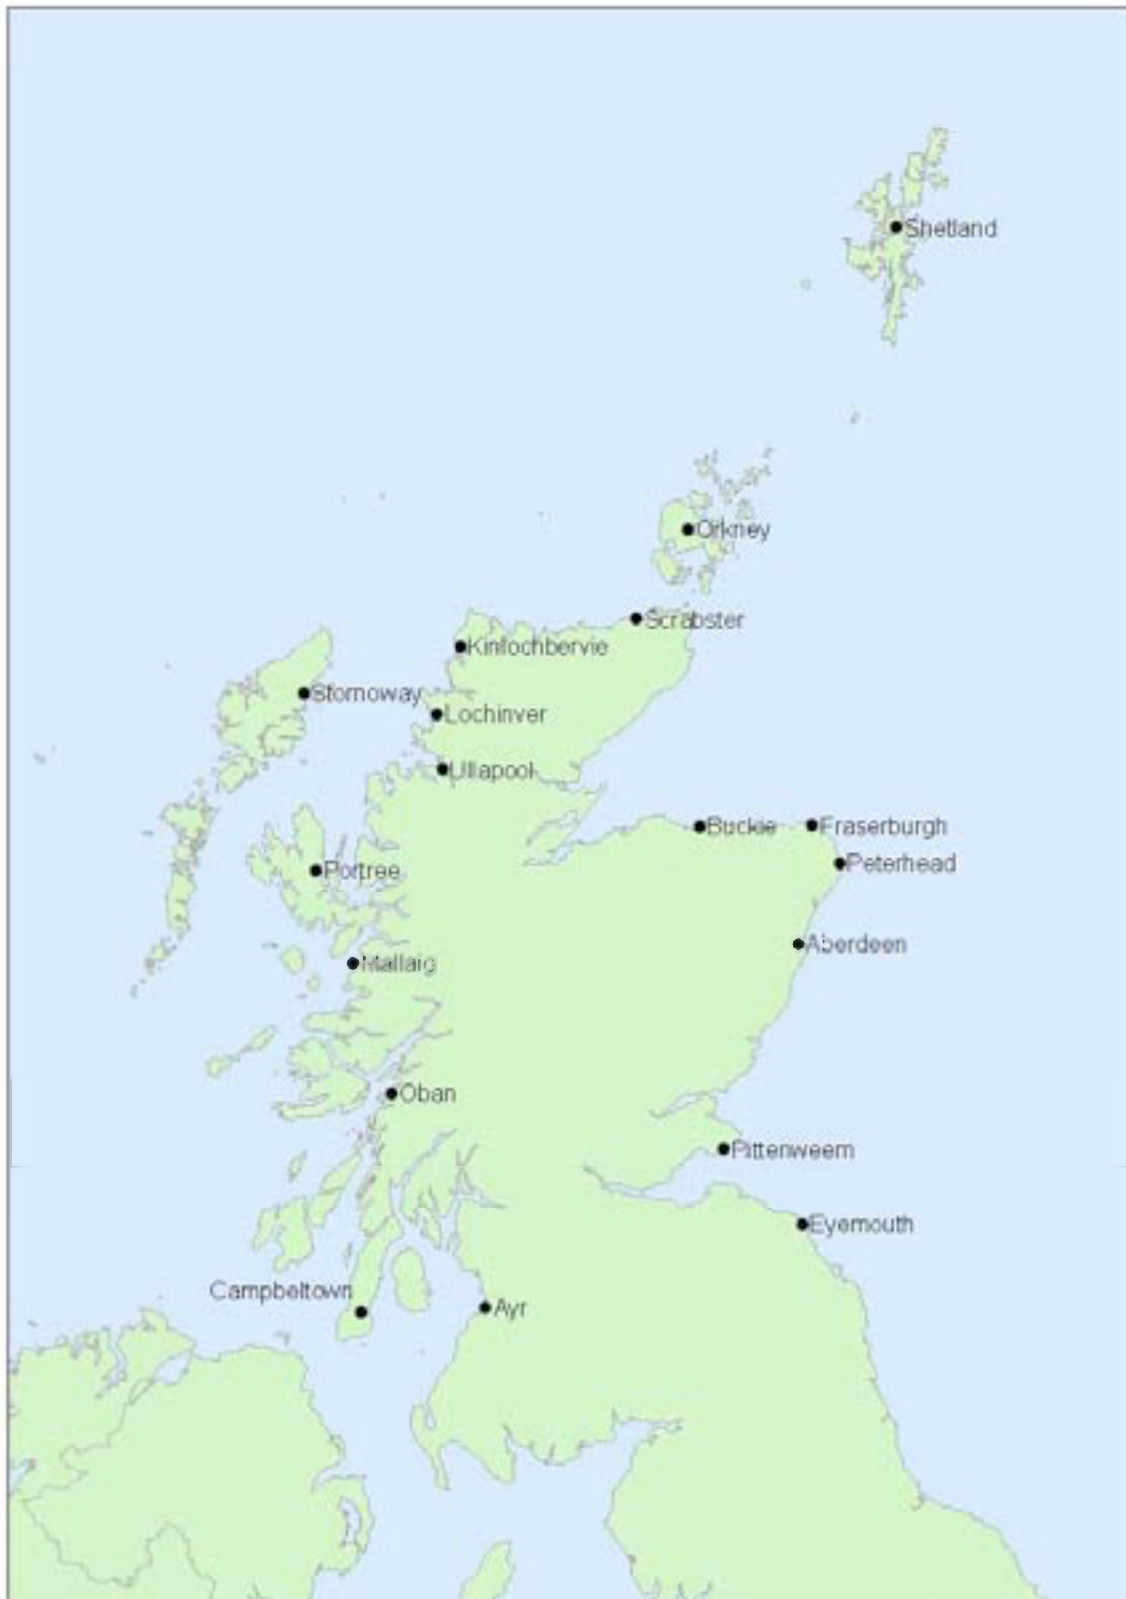 Shetland
Orkney
Scrabster
Kinlochbervie
Stornoway
Lochinver
Ullapool
Buckie
Fraserburgh
Peterhead
Portree
Aberdeen
Mallaig
Oban
Pittenweem
Eyemouth
Campbeltown
Ayr